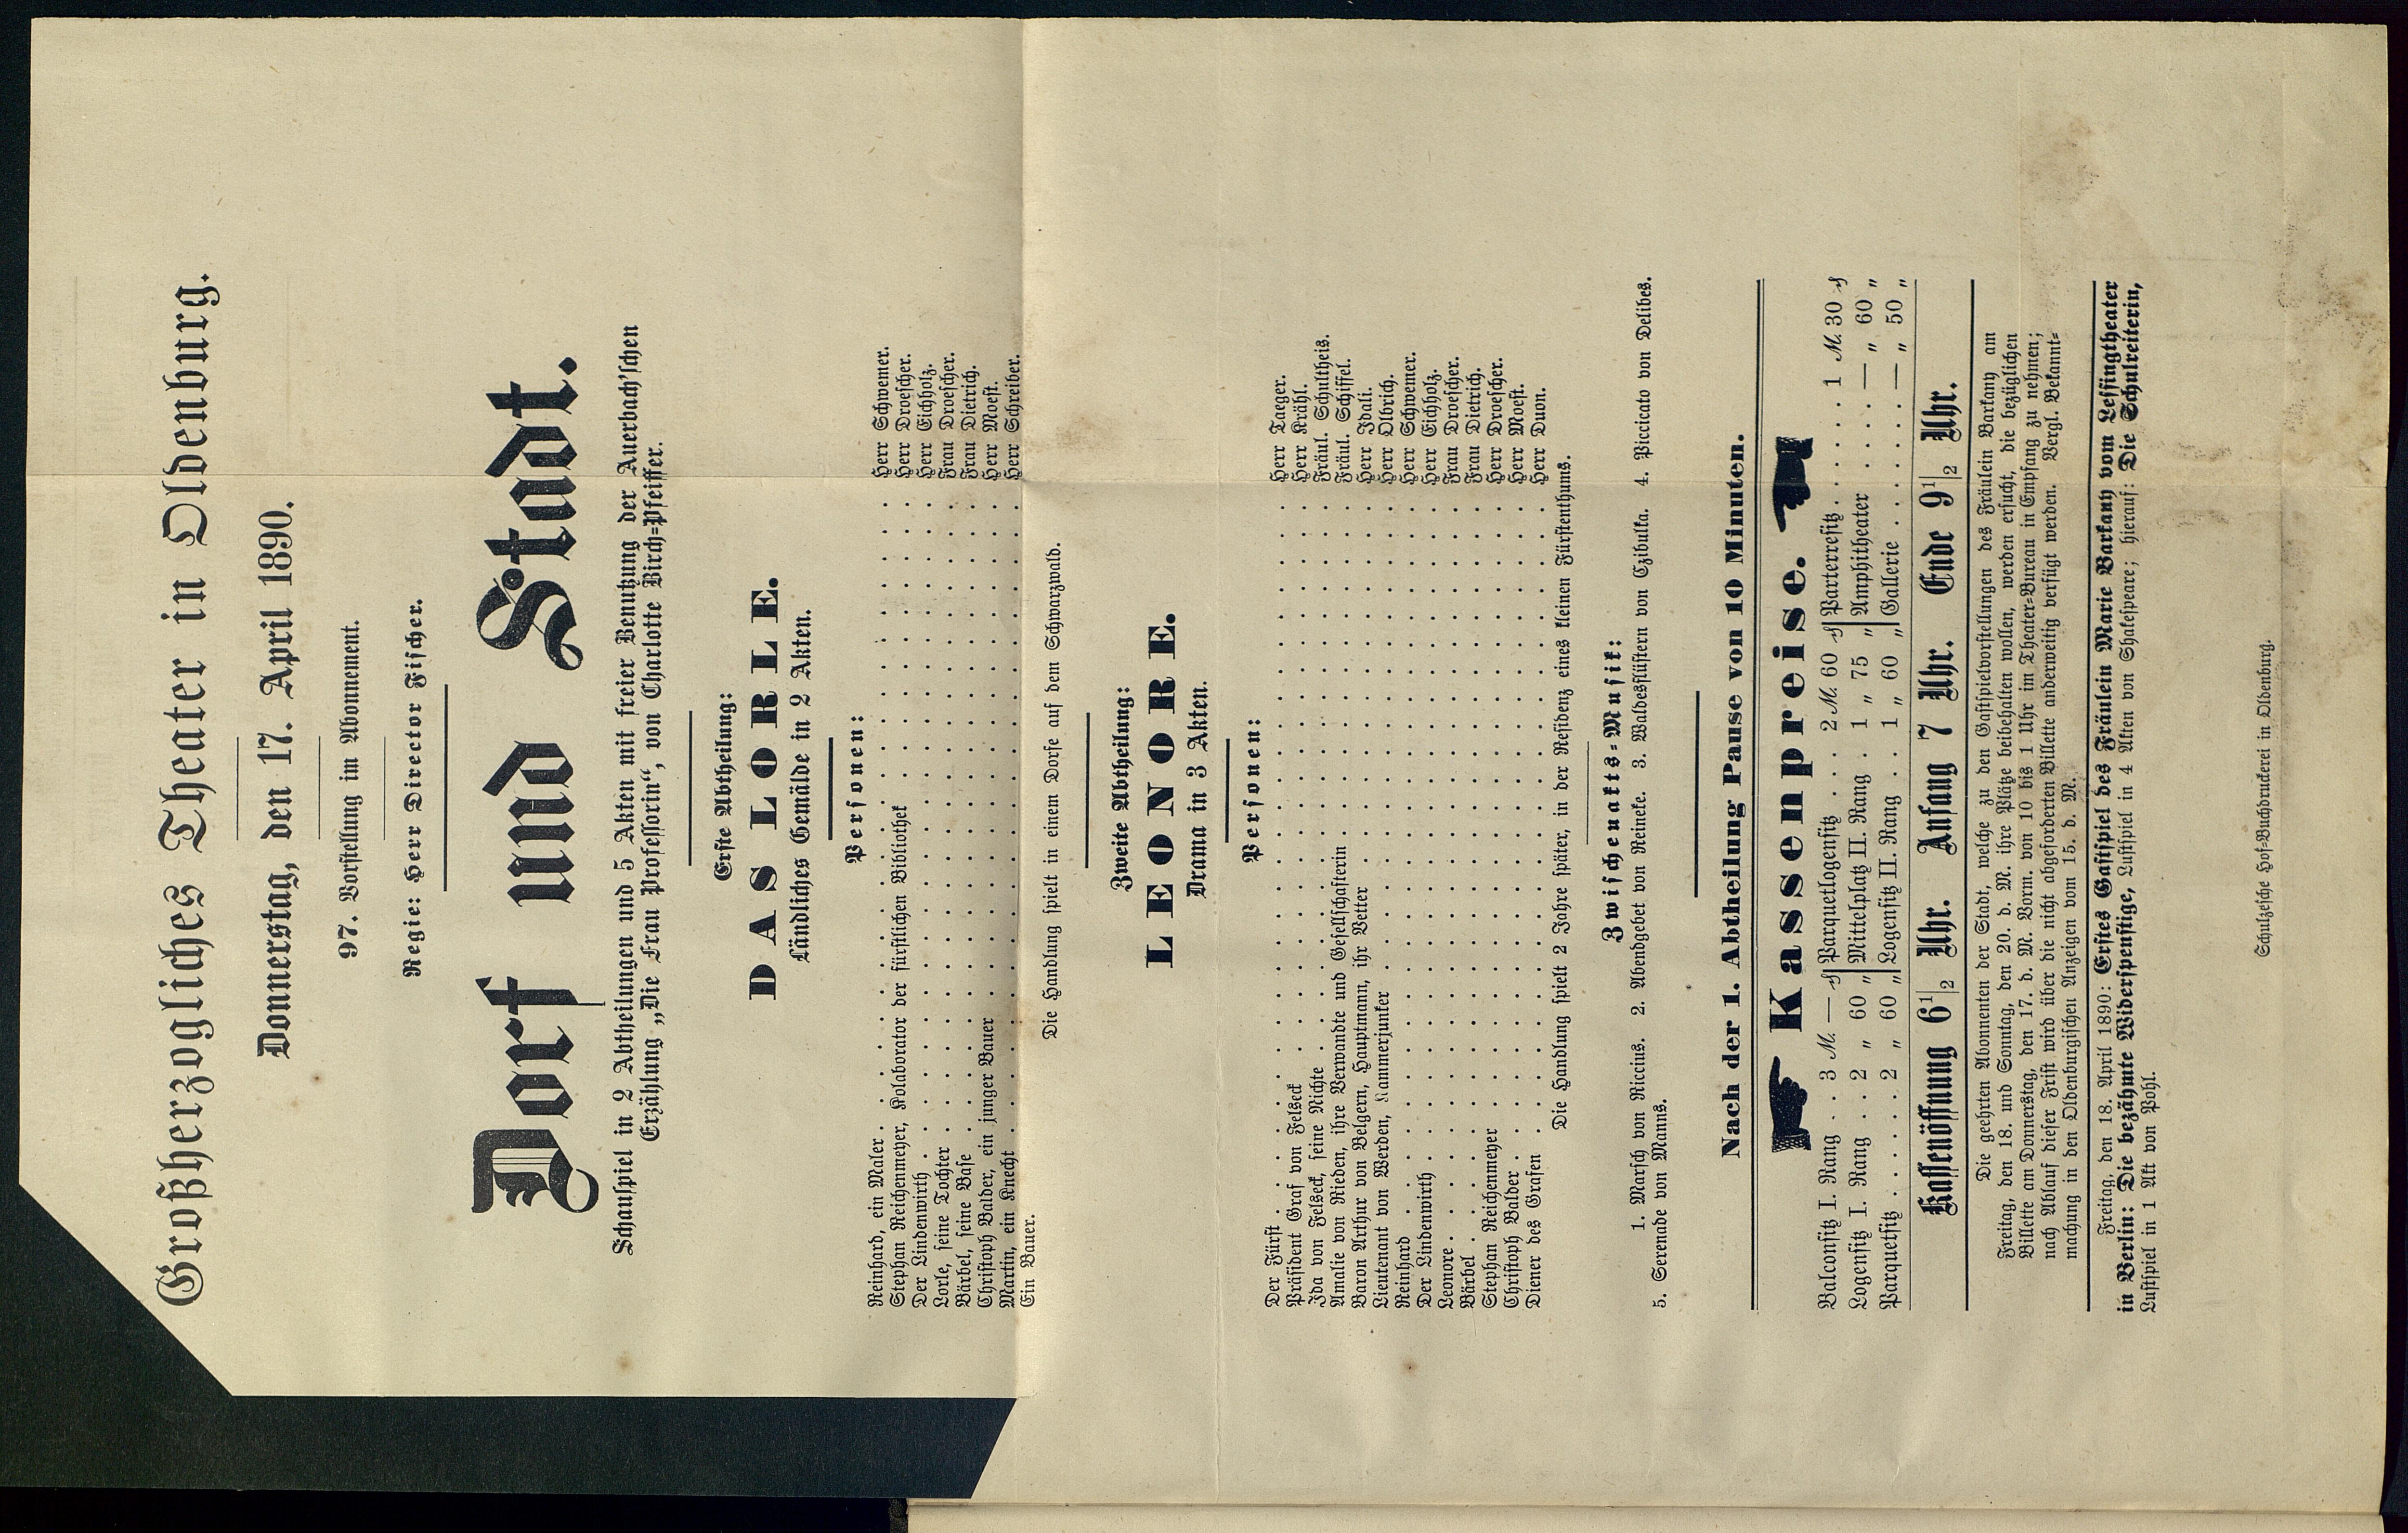 Großherzogliches Theater in Oldenburg.
Donnerstag, den 17. April 1890.
97. Vorstellung im Abonnement.
Regie: Herr Director Fischer.
Dorf und Stadt.
Schauspiel in 2 Abtheilungen und 5 Akten mit freier Benutzung der Auerbach'schen
Erzählung „Die Frau Professorin“, von Charlotte Birch-Pfeiffer.
Erste Abtheilung:
DAS LORLE.
Ländliches Gemälde in 2 Akten.
Personen:
Reinhard, ein Maler . . . . . Herr Schwemer.
Stephan Reichenmeyer, Kolaborator der fürstlichen Bibliothek . . . . . Herr Droescher.
Der Lindenwirth . . . . . Herr Eichholz.
Lorle, seine Tochter . . . . . Frau Droescher.
Bärbel, seine Base . . . . . Frau Dietrich.
Christoph Balder, ein junger Bauer . . . . . Herr Moest.
Martin, ein Knecht . . . . . Herr Schreiber.
Ein Bauer.
Die Handlung spielt in einem Dorfe auf dem Schwarzwald.
Zweite Abtheilung:
LEONORE.
Drama in 3 Akten.
Personen:
Der Fürst . . . . . Herr Taeger.
Präsident Graf von Felseck . . . . . Herr Krähl.
Ida von Felseck, seine Nichte . . . . . Fräul. Schultheis.
Amalie von Rieden, ihre Verwandte und Gesellschafterin . . . . . Fräul. Schiffel.
Baron Arthur von Belgern, Hauptmann, ihr Vetter . . . . . Herr Idali.
Lieutenant von Werden, Kammerjunker . . . . . Herr Olbrich.
Reinhard . . . . . Herr Schwemer.
Der Lindenwirth . . . . . Herr Eichholz.
Leonore . . . . . Frau Droescher.
Bärbel . . . . . Frau Dietrich.
Stephan Reichenmeyer . . . . . Herr Droescher.
Christoph Balder . . . . . Herr Moest.
Diener des Grafen . . . . . Herr Duon.
Die Handlung spielt 2 Jahre später, in der Residenz eines kleinen Fürstenthums.
Zwischenakts-Musik:
1. Marsch von Riccius. 2. Abendgebet von Reinecke. 3. Waldesflüstern von Czibulka. 4. Piccicato von Delibes.
5. Serenade von Manns.
Nach der 1. Abtheilung Pause von 10 Minuten.
Kassenpreise.
Balconsitz I. Rang . . 3 M. — ₰ Parquetlogensitz . . . 2 M. 60 ₰ Parterresitz . . . . . . 1 M. 30 ₰
Logensitz I. Rang . . . 2 „ 60 „ Mittelplatz II. Rang . 1 „ 75 „ Amphitheater . . . . . — „ 60 „
Parquetsitz . . . . . . 2 „ 60 „ Logensitz II. Rang . . 1 „ 60 „ Gallerie . . . . . . . — „ 50 „
Kassenöffnung 6 1/2 Uhr. Anfang 7 Uhr. Ende 9 1/2 Uhr.
Die geehrten Abonnenten der Stadt, welche zu den Gastspielvorstellungen des Fräulein Barkany am
Freitag, den 18. und Sonntag, den 20. d. M. ihre Plätze beibehalten wollen, werden ersucht, die bezüglichen
Billette am Donnerstag, den 17. d. M. Vorm. von 10 bis 1 Uhr im Theater-Bureau in Empfang zu nehmen;
nach Ablauf dieser Frist wird über die nicht abgeforderten Billette anderweitig verfügt werden. Vergl. Bekannt-
machung in den Oldenburgischen Anzeigen vom 15. d. M.
Freitag, den 18. April 1890: Erstes Gastspiel des Fräulein Marie Barkany vom Lessingtheater
in Berlin: Die bezähmte Widerspenstige, Lustspiel in 4 Akten von Shakespeare; hierauf: Die Schulreiterin,
Lustspiel in 1 Akt von Pohl.
Schulzesche Hof-Buchdruckerei in Oldenburg.